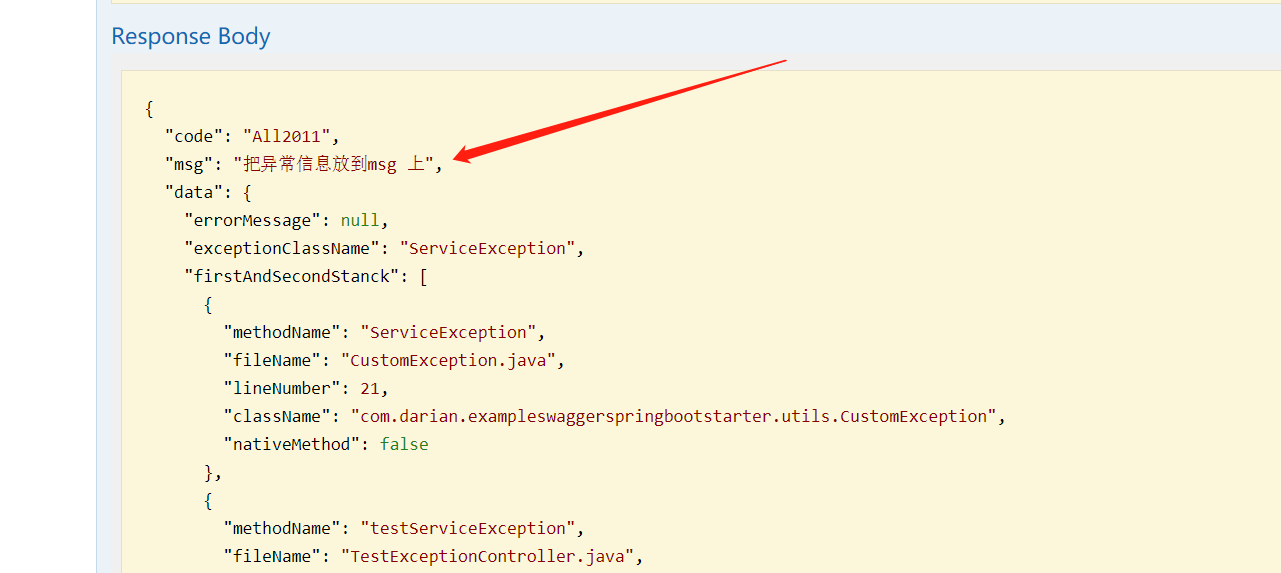 Response Body
{
"code": "All2011",
"msg": "把异常信息放到msg 上",
"data": {
"errorMessage": null,
"exceptionClassName": "ServiceException",
"firstAndSecondStanck": [
{
"methodName": "ServiceException",
"fileName": "CustomException.java",
"lineNumber": 21,
"className": "com.darian.exampleswaggerspringbootstarter.utils.CustomException",
"nativeMethod": false
},
{
"methodName": "testServiceException",
"fileName": "TestExceptionController.java",